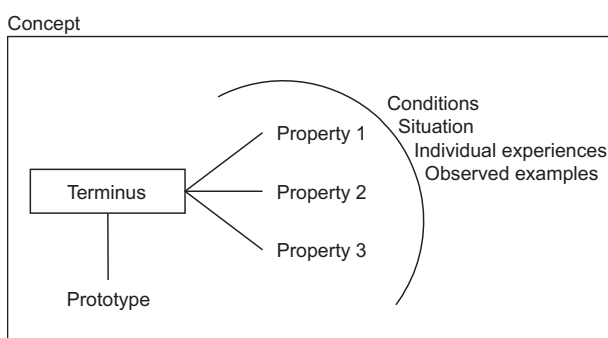 Concept
Conditions
Situation
Individual experiences
Observed examples
Property 1
Terminus
Property 2
Property 3
Prototype